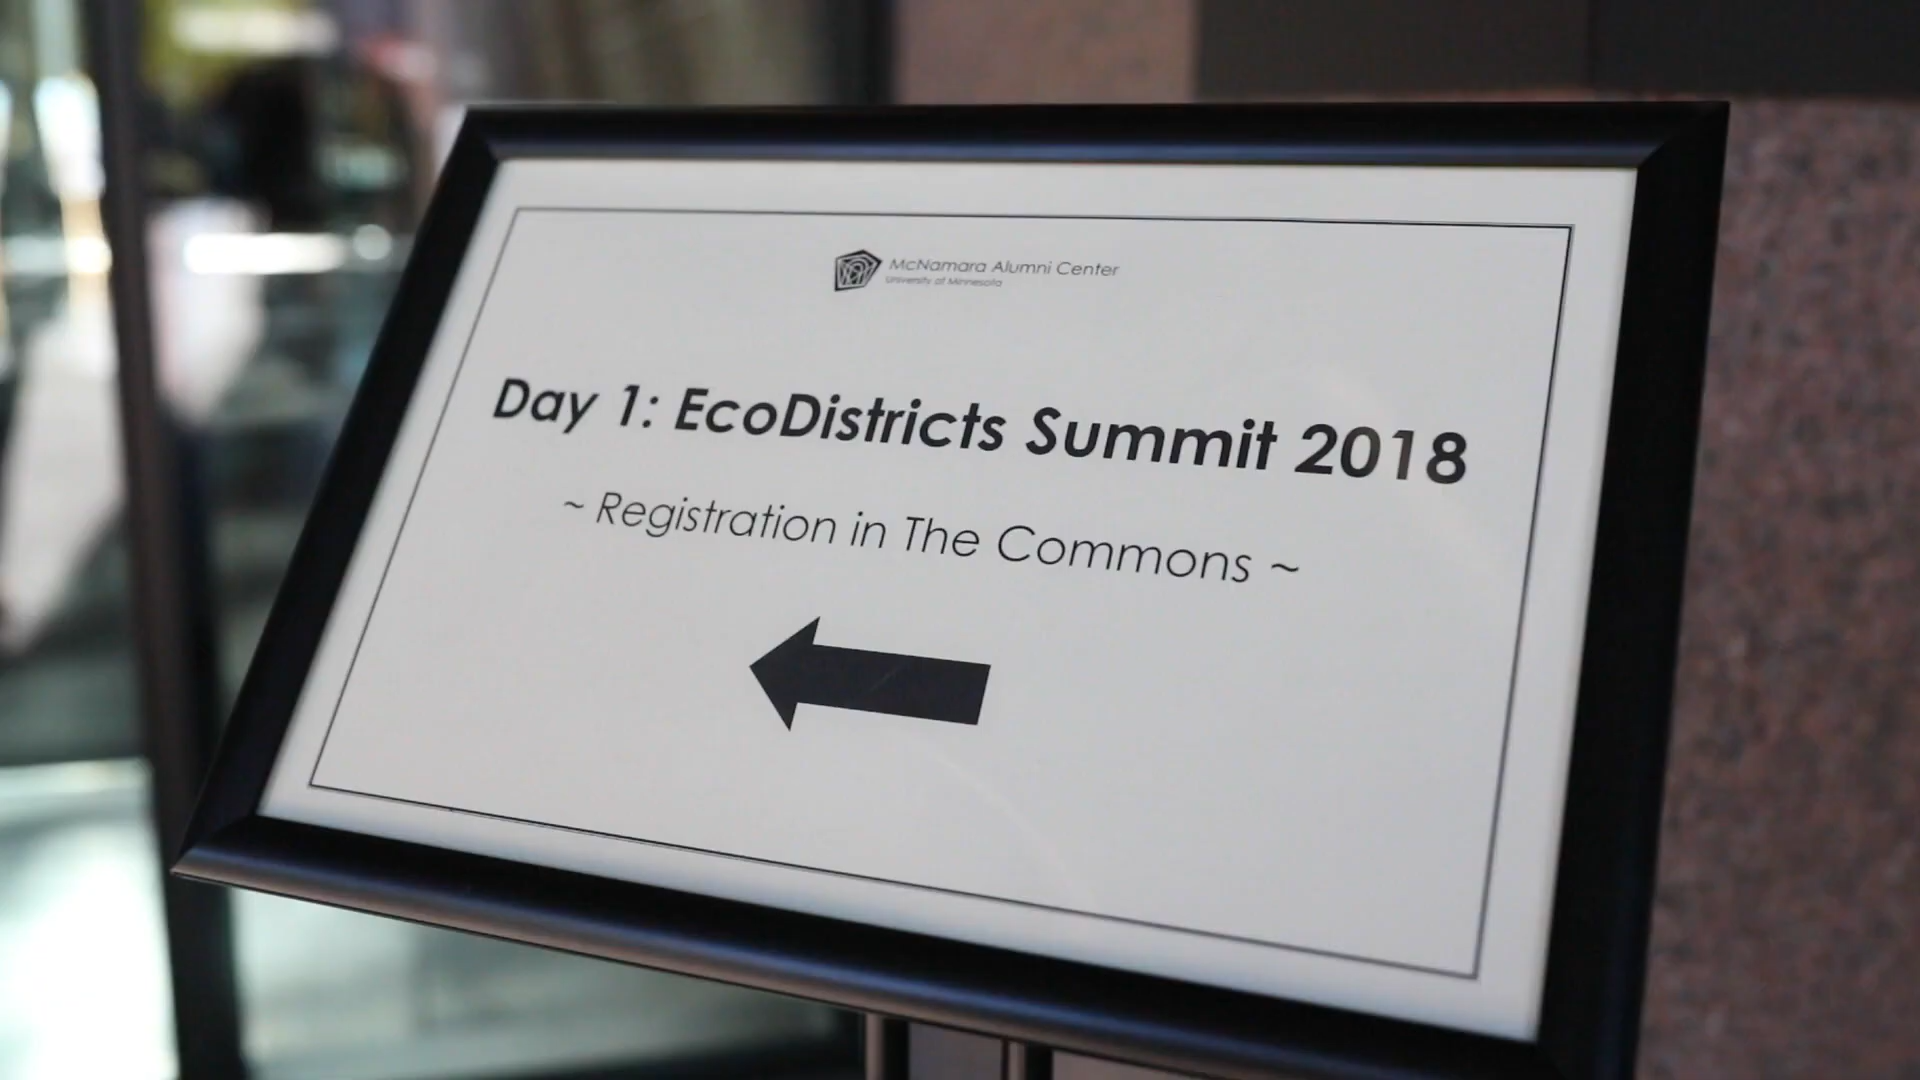 McNamara Alumni Center
University of Minnesota
Day 1: EcoDistricts Summit 2018
~ Registration in The Commons ~